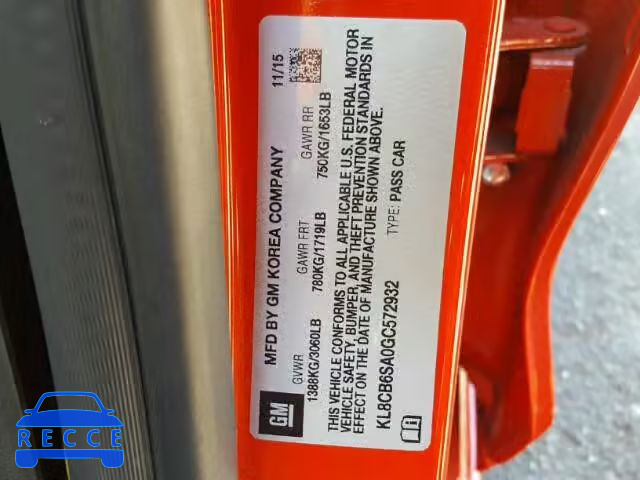 MFD BY GM KOREA COMPANY
11/15
GVWR
GAWR FRT
GAWR RR
1388KG/3060LB
780KG/1719LB
750KG/1653LB
THIS VEHICLE CONFORMS TO ALL APPLICABLE U.S. FEDERAL MOTOR
VEHICLE SAFETY, BUMPER, AND THEFT PREVENTION STANDARDS IN
EFFECT ON THE DATE OF MANUFACTURE SHOWN ABOVE.
KL8CB6SA0GC572932
TYPE: PASS CAR
GM
RECCE